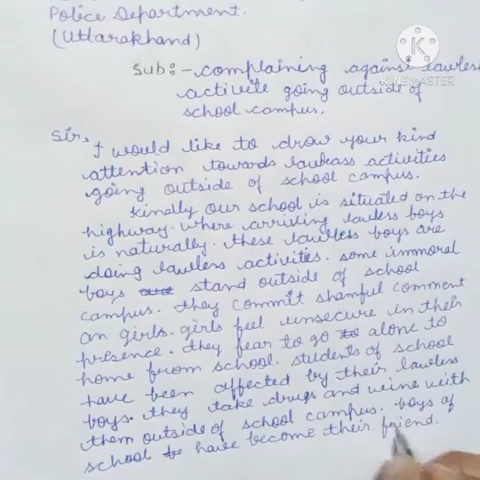 Police Department.
(Uttarakhand)
K
KINEMASTER
Sub:- complaining against lawless
activite going outside of
school campus.
Sir,
I would like to draw your kind
attention towards lawless activities
going outside of school campus.
kindly our school is situated on the
highway. where arriving lawless boys
is naturally. these lawless boys are
doing lawless activities. some immoral
boys stand outside of school
campus. they commit shamful comment
on girls. girls feel unsecure in their
presence. they fear to go alone to
home from school. students of school
have been affected by their lawless
boys. they take drugs and wine with
them outside of school campus. boys of
school have become their friend.